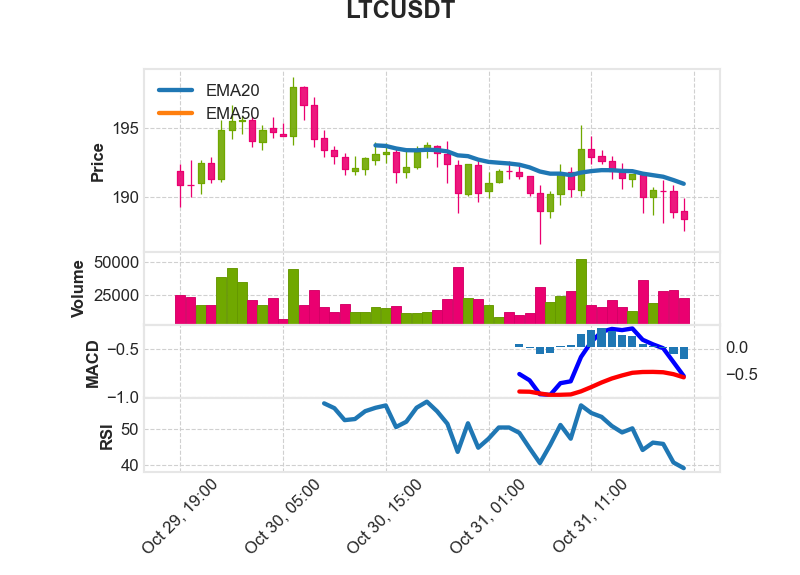 LTCUSDT
EMA20
EMA50
Price
195
190
Volume
50000
25000
MACD
−0.5
−1.0
0.0
−0.5
RSI
50
40
Oct 29, 19:00
Oct 30, 05:00
Oct 30, 15:00
Oct 31, 01:00
Oct 31, 11:00